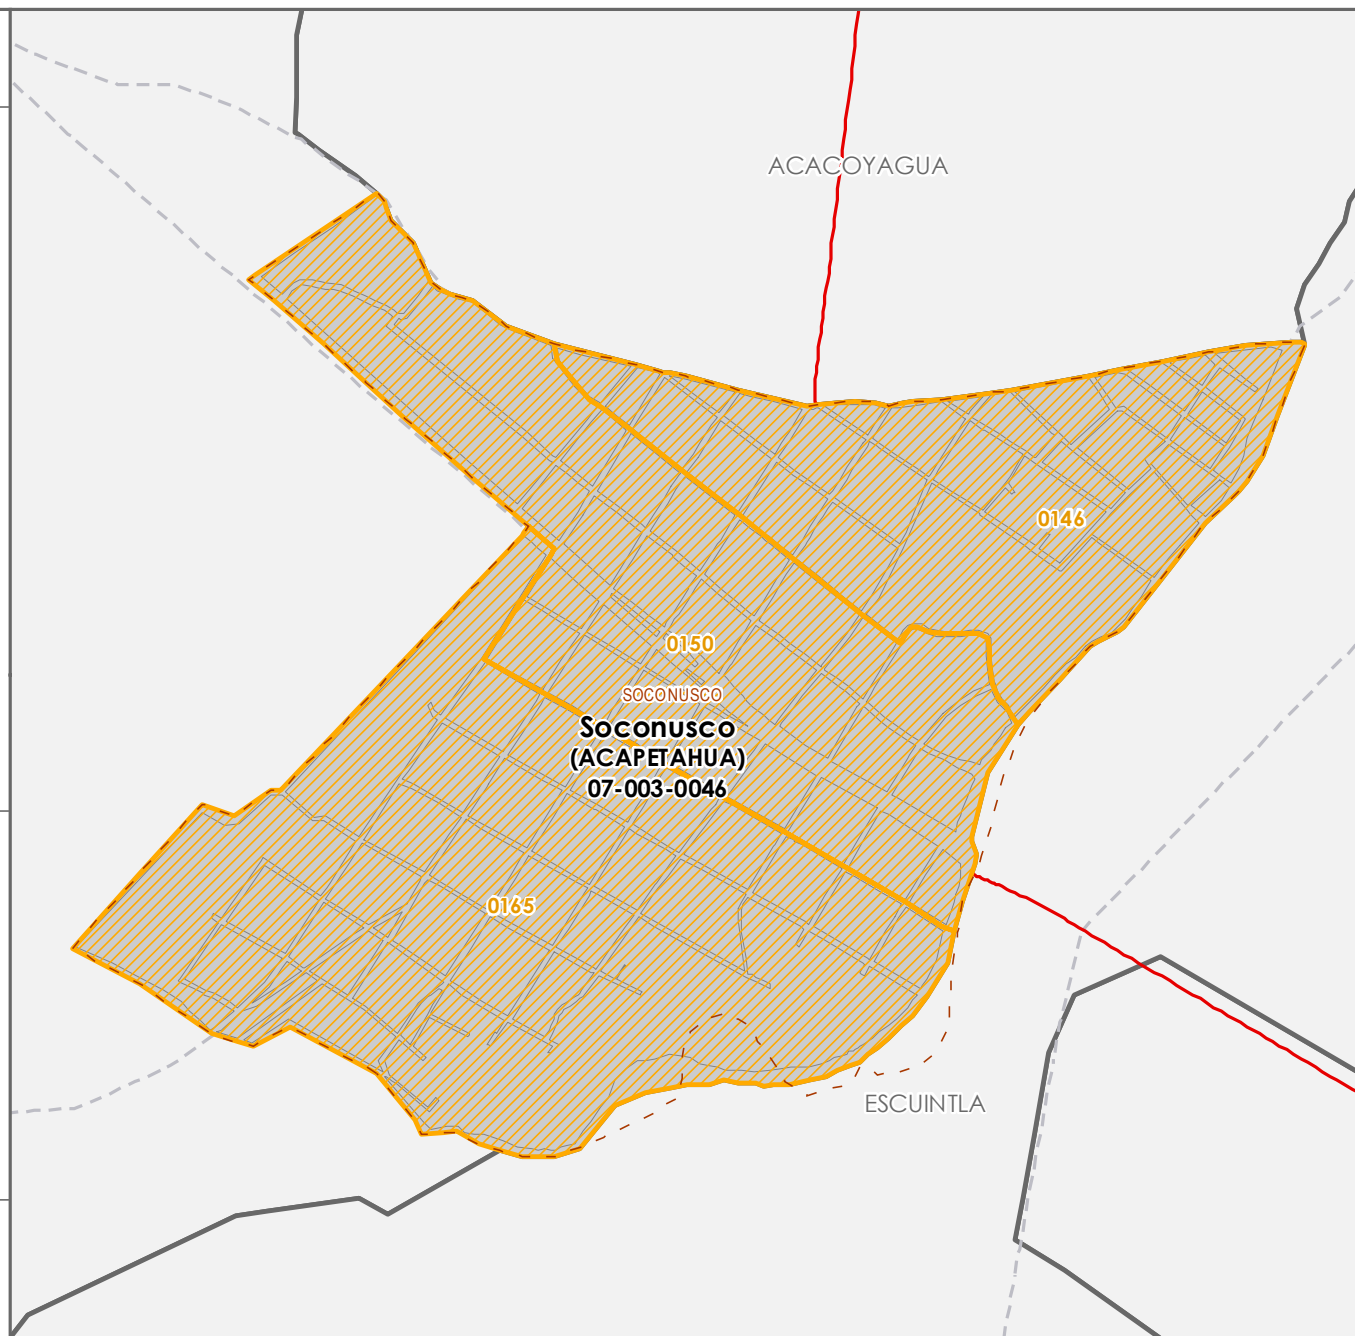 ACACOYAGUA
0146
0150
SOCONUSCO
Soconusco
(ACAPETAHUA)
07-003-0046
0165
ESCUINTLA